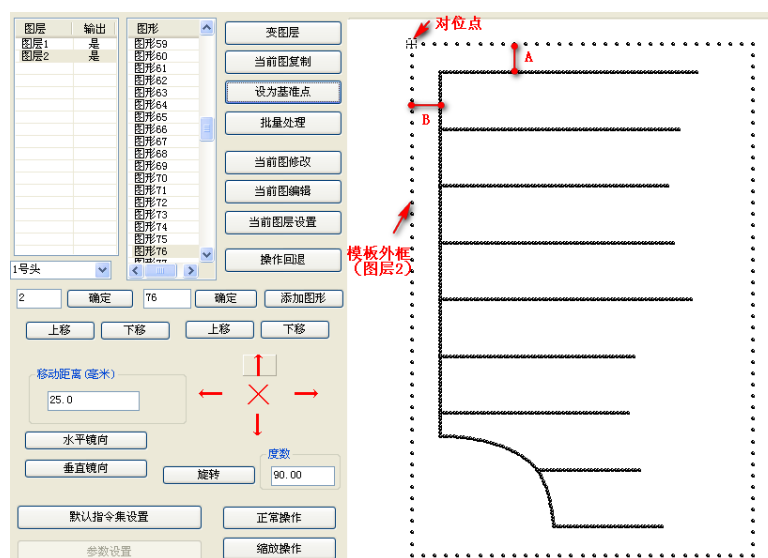 图层 输出
图层1 是
图层2 是
图形
图形59
图形60
图形61
图形62
图形63
图形64
图形65
图形66
图形67
图形68
图形69
图形70
图形71
图形72
图形73
图形74
图形75
图形76
变图层
当前图复制
设为基准点
批量处理
当前图修改
当前图编辑
当前图层设置
操作回退
1号头
2 确定 76 确定 添加图形
上移 下移 上移 下移
移动距离(毫米)
25.0
水平镜向
垂直镜向
旋转
度数
90.00
默认指令集设置
正常操作
参数设置
缩放操作
对位点
A
B
模板外框
(图层2)